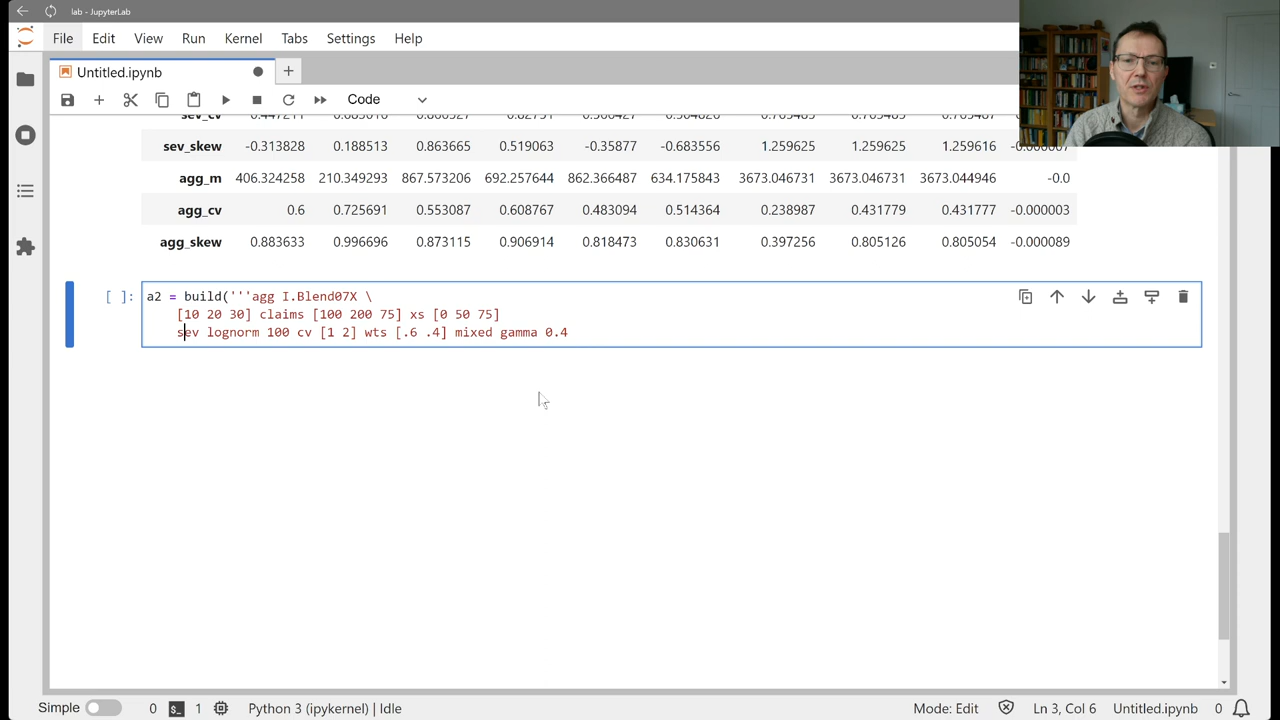 lab - JupyterLab
File Edit View Run Kernel Tabs Settings Help
Untitled.ipynb
Code
sev_cv 0.447211
sev_skew -0.313828 0.188513 0.863665 0.519063 -0.35877 -0.683556 1.259625 1.259625 1.259616
agg_m 406.324258 210.349293 867.573206 692.257644 862.366487 634.175843 3673.046731 3673.046731 3673.044946 -0.0
agg_cv 0.6 0.725691 0.553087 0.608767 0.483094 0.514364 0.238987 0.431779 0.431777 -0.000003
agg_skew 0.883633 0.996696 0.873115 0.906914 0.818473 0.830631 0.397256 0.805126 0.805054 -0.000089
[ ]: a2 = build('''agg I.Blend07X \
[10 20 30] claims [100 200 75] xs [0 50 75]
sev lognorm 100 cv [1 2] wts [.6 .4] mixed gamma 0.4
Simple 0 1 Python 3 (ipykernel) | Idle Mode: Edit Ln 3, Col 6 Untitled.ipynb 0